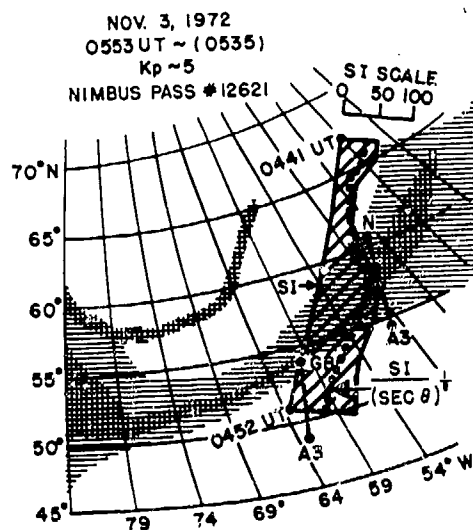 NOV. 3, 1972
0553 UT ~ (0535)
Kp ~5
NIMBUS PASS #12621
SI SCALE
0 50 100
0441 UT
70° N
65°
60°
55°
50°
45°
N
SI
A3
GB
SI
(SEC θ)
0452 UT
A3
79 74 69° 64 59 54° W